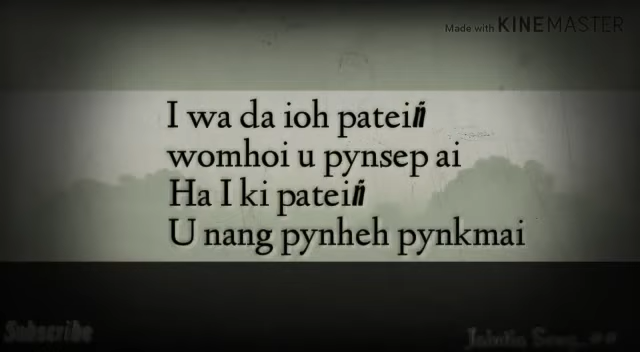 Made with KINEMASTER
I wa da ioh pateiñ
womhoi u pynsep ai
Ha I ki pateiñ
U nang pynheh pynkmai
Subscribe